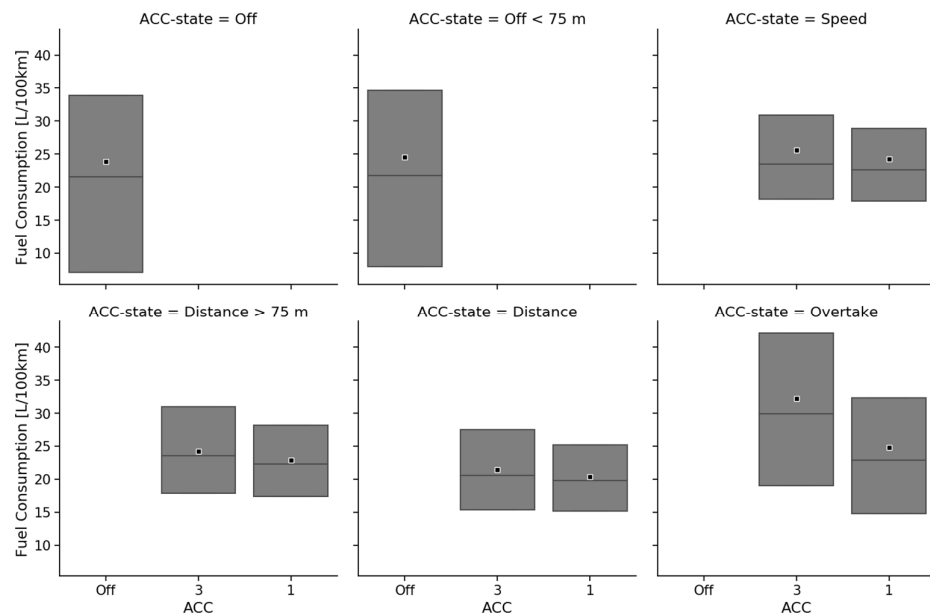 ACC-state = Off
ACC-state = Off < 75 m
ACC-state = Speed
Fuel Consumption [L/100km]
40
35
30
25
20
15
10
ACC-state = Distance > 75 m
ACC-state = Distance
ACC-state = Overtake
Fuel Consumption [L/100km]
40
35
30
25
20
15
10
Off 3 1
ACC
Off 3 1
ACC
Off 3 1
ACC